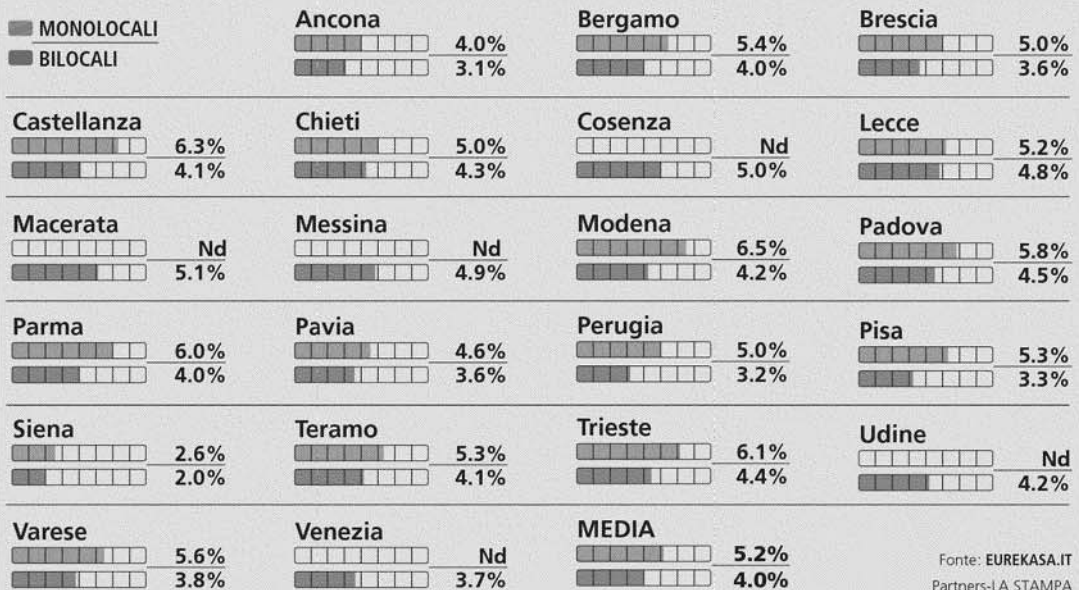 MONOLOCALI
BILOCALI
Ancona
4.0%
3.1%
Bergamo
5.4%
4.0%
Brescia
5.0%
3.6%
Castellanza
6.3%
4.1%
Chieti
5.0%
4.3%
Cosenza
Nd
5.0%
Lecce
5.2%
4.8%
Macerata
Nd
5.1%
Messina
Nd
4.9%
Modena
6.5%
4.2%
Padova
5.8%
4.5%
Parma
6.0%
4.0%
Pavia
4.6%
3.6%
Perugia
5.0%
3.2%
Pisa
5.3%
3.3%
Siena
2.6%
2.0%
Teramo
5.3%
4.1%
Trieste
6.1%
4.4%
Udine
Nd
4.2%
Varese
5.6%
3.8%
Venezia
Nd
3.7%
MEDIA
5.2%
4.0%
Fonte: EUREKASA.IT
Partners-LA STAMPA